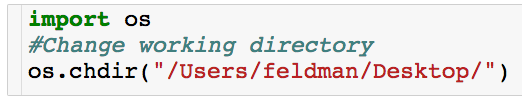 import os
#Change working directory
os.chdir("/Users/feldman/Desktop/")